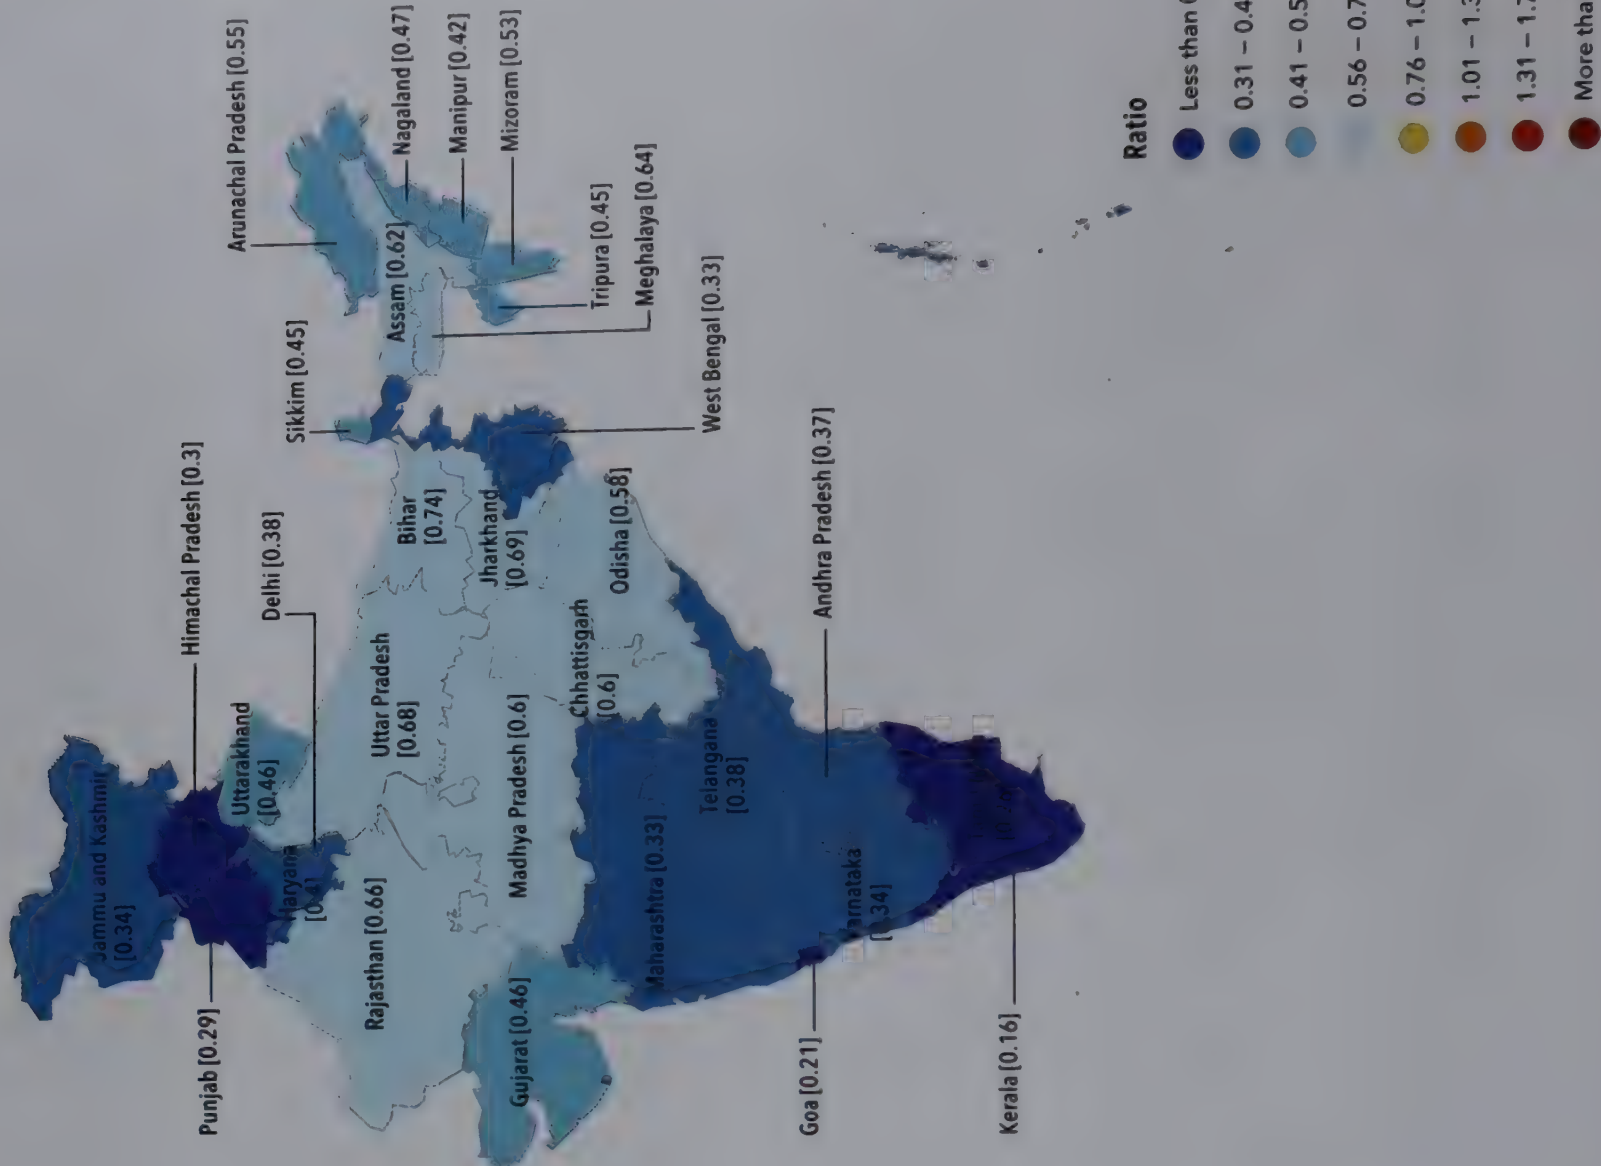 Jammu and Kashmir
[0.34]
Himachal Pradesh [0.3]
Punjab [0.29]
Uttarakhand
[0.46]
Haryana
[0.4]
Delhi [0.38]
Sikkim [0.45]
Arunachal Pradesh [0.55]
Rajasthan [0.66]
Uttar Pradesh
[0.68]
Bihar
[0.74]
Assam [0.62]
Nagaland [0.47]
Manipur [0.42]
Mizoram [0.53]
Tripura [0.45]
Meghalaya [0.64]
West Bengal [0.33]
Jharkhand
[0.69]
Gujarat [0.46]
Madhya Pradesh [0.6]
Chhattisgarh
[0.6]
Odisha [0.58]
Maharashtra [0.33]
Telangana
[0.38]
Andhra Pradesh [0.37]
Karnataka
[0.34]
Goa [0.21]
Kerala [0.16]
Ratio
Less than
0.31 – 0.4
0.41 – 0.5
0.56 – 0.7
0.76 – 1.0
1.01 – 1.3
1.31 – 1.7
More tha